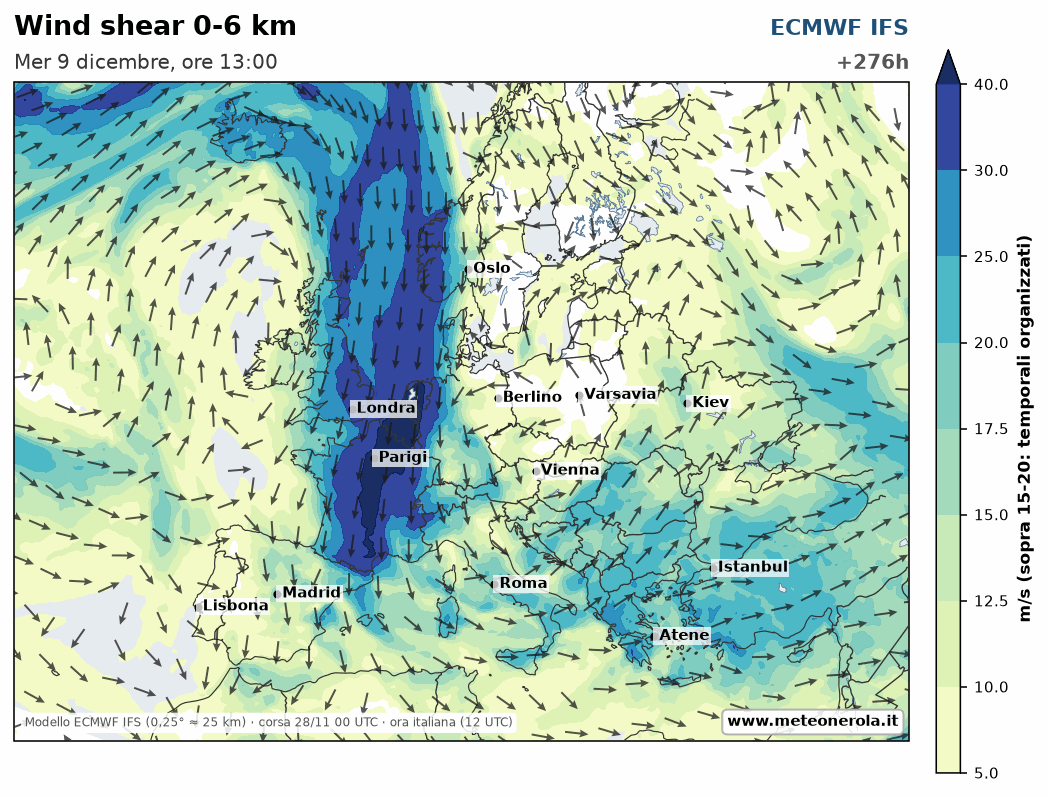 Wind shear 0-6 km
ECMWF IFS
Mer 9 dicembre, ore 13:00
+276h
40.0
30.0
25.0
20.0
17.5
15.0
12.5
10.0
5.0
m/s (sopra 15-20: temporali organizzati)
Oslo
Berlino
Varsavia
Kiev
Londra
Parigi
Vienna
Istanbul
Roma
Madrid
Lisbona
Atene
Modello ECMWF IFS (0,25° ≈ 25 km) · corsa 28/11 00 UTC · ora italiana (12 UTC)
www.meteonerola.it